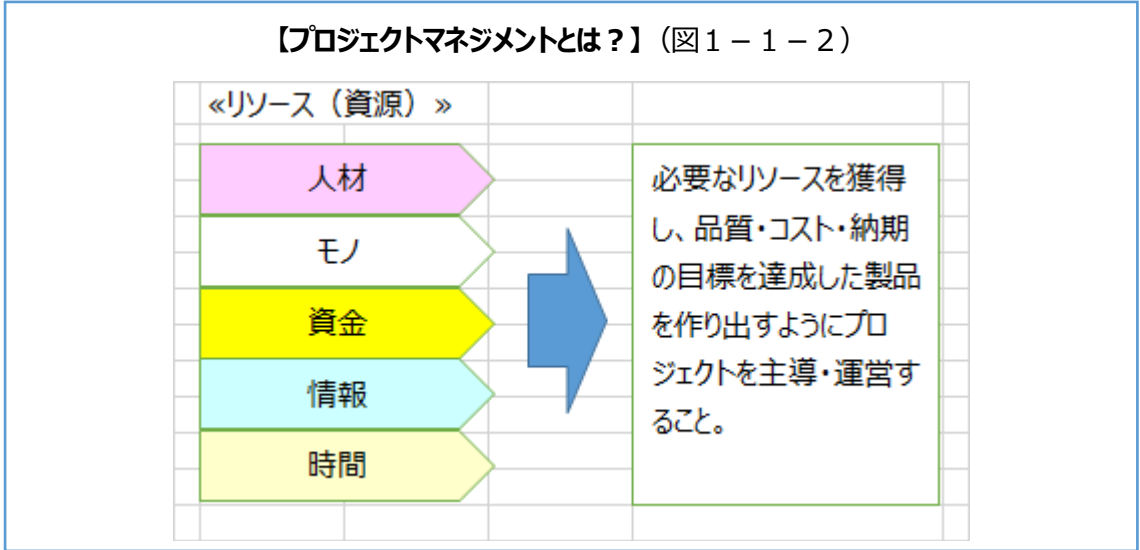 【プロジェクトマネジメントとは？】（図１－１－２）
≪リソース（資源）≫
人材
モノ
資金
情報
時間
必要なリソースを獲得
し、品質・コスト・納期
の目標を達成した製品
を作り出すようにプロ
ジェクトを主導・運営す
ること。